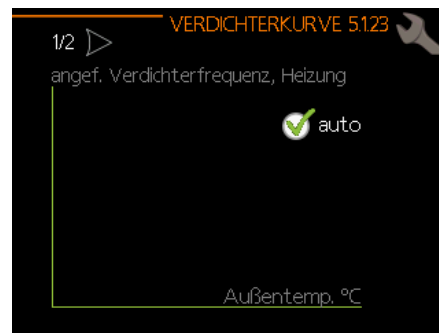 VERDICHTERKURVE 5.1.23
1/2
angef. Verdichterfrequenz, Heizung
auto
Außentemp. °C